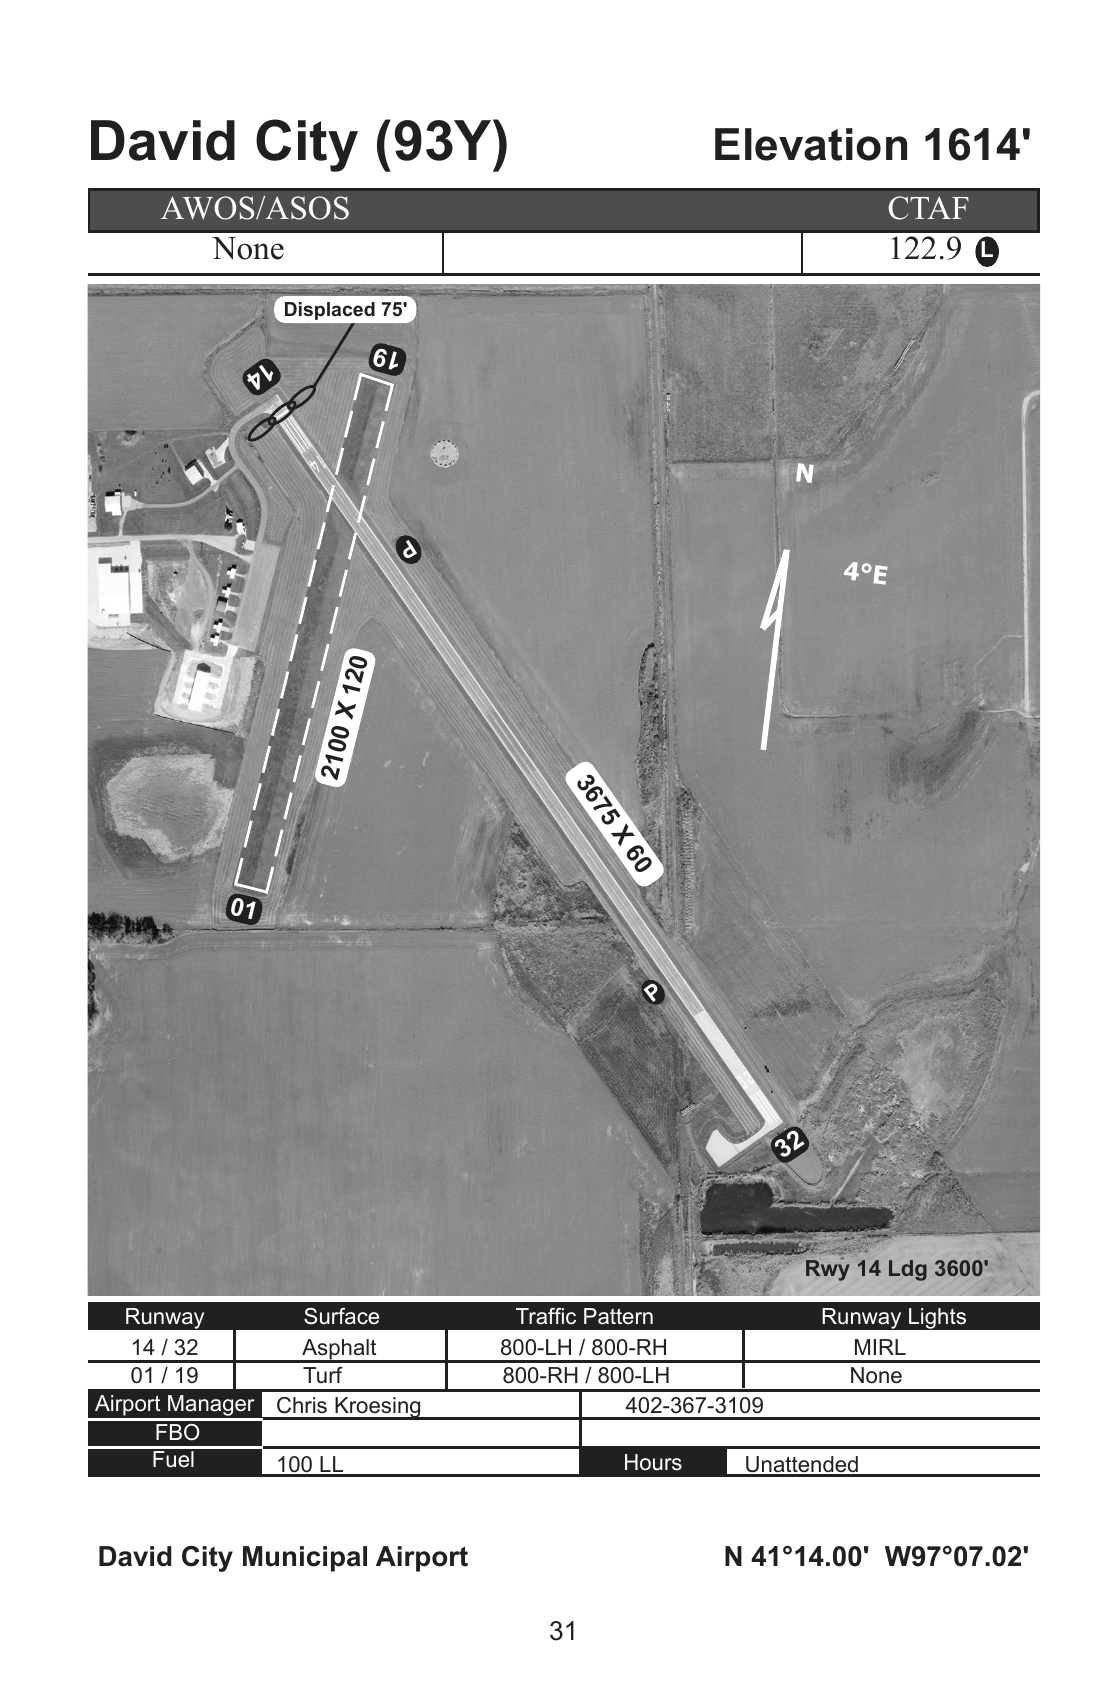 David City (93Y) Elevation 1614'
AWOS/ASOS CTAF
None 122.9 L
Displaced 75'
19
14
N
P
4°E
2100 X 120
3675 X 60
01
P
32
Rwy 14 Ldg 3600'
Runway Surface Traffic Pattern Runway Lights
14 / 32 Asphalt 800-LH / 800-RH MIRL
01 / 19 Turf 800-RH / 800-LH None
Airport Manager Chris Kroesing 402-367-3109
FBO
Fuel 100 LL Hours Unattended
David City Municipal Airport N 41°14.00' W97°07.02'
31